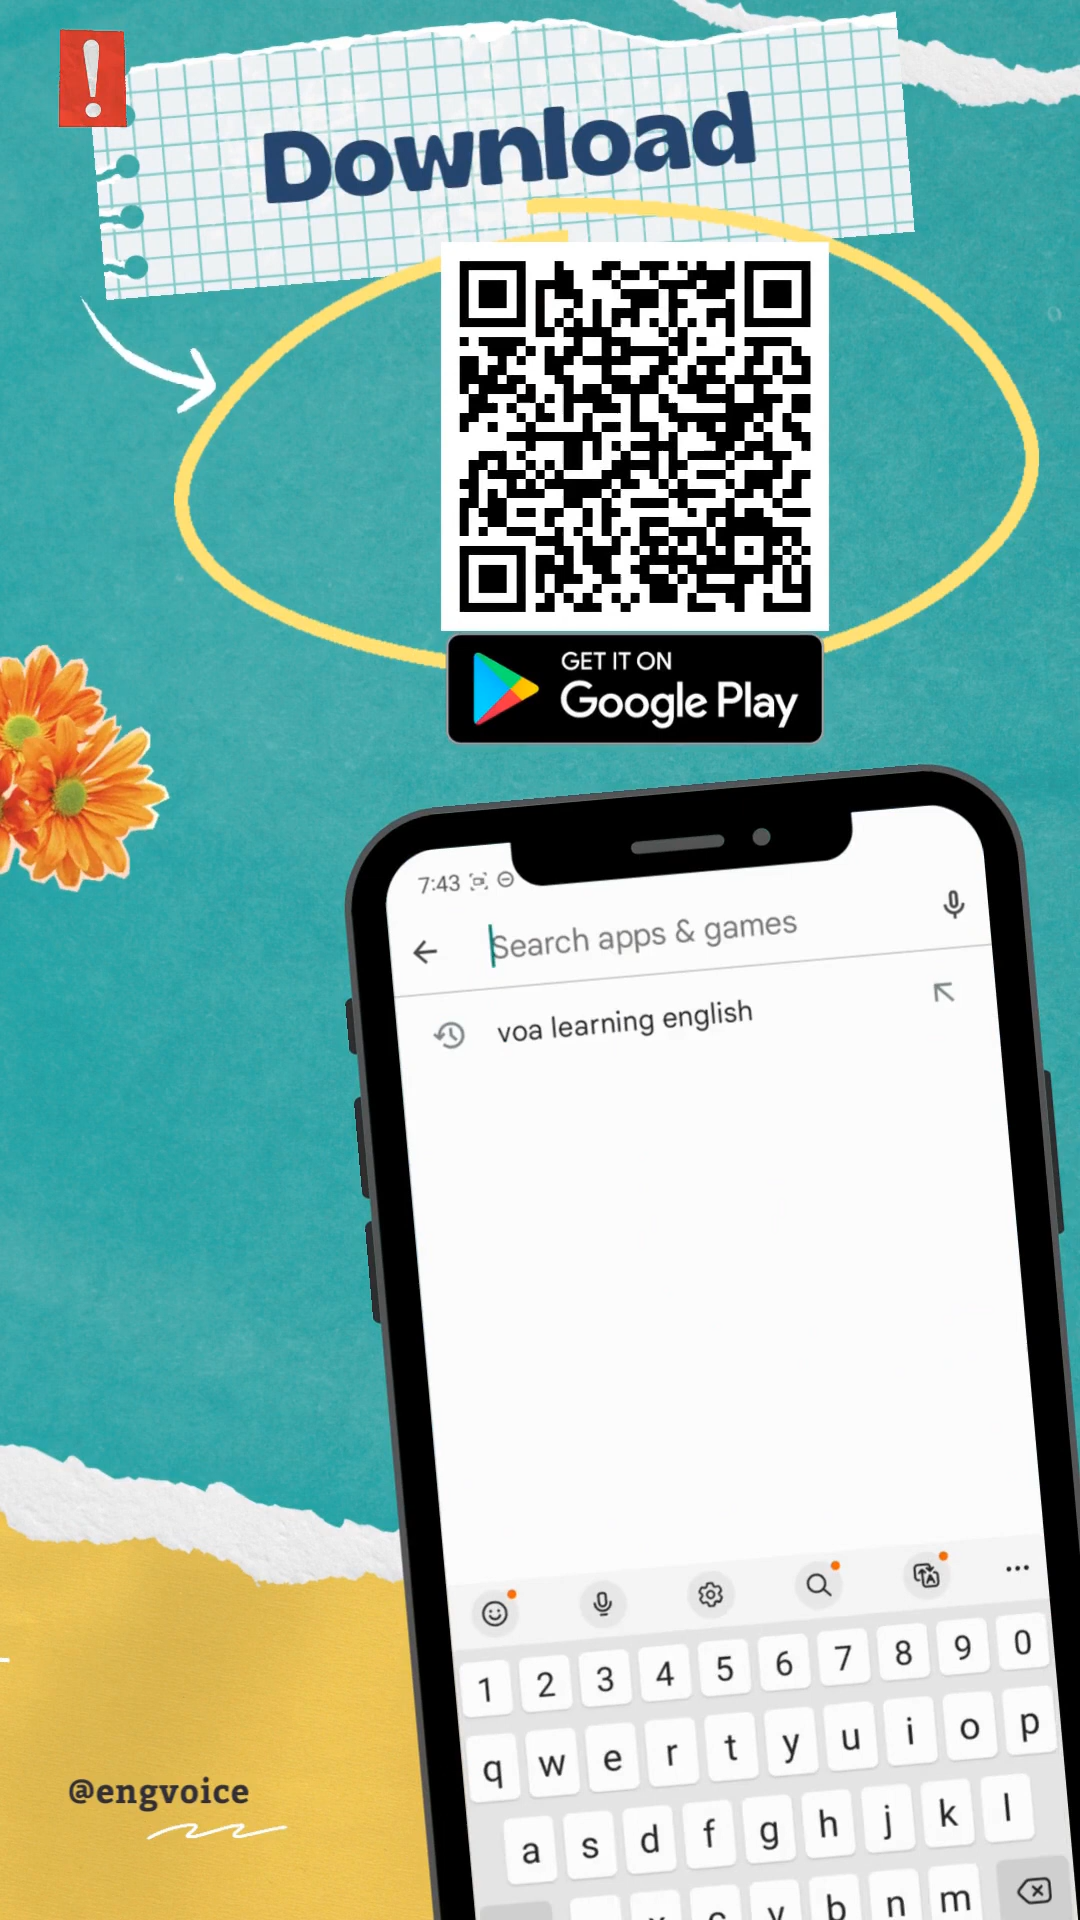 Download
GET IT ON
Google Play
7:43
Search apps & games
voa learning english
1 2 3 4 5 6 7 8 9 0
q w e r t y u i o p
a s d f g h j k l
x c v b n m
@engvoice